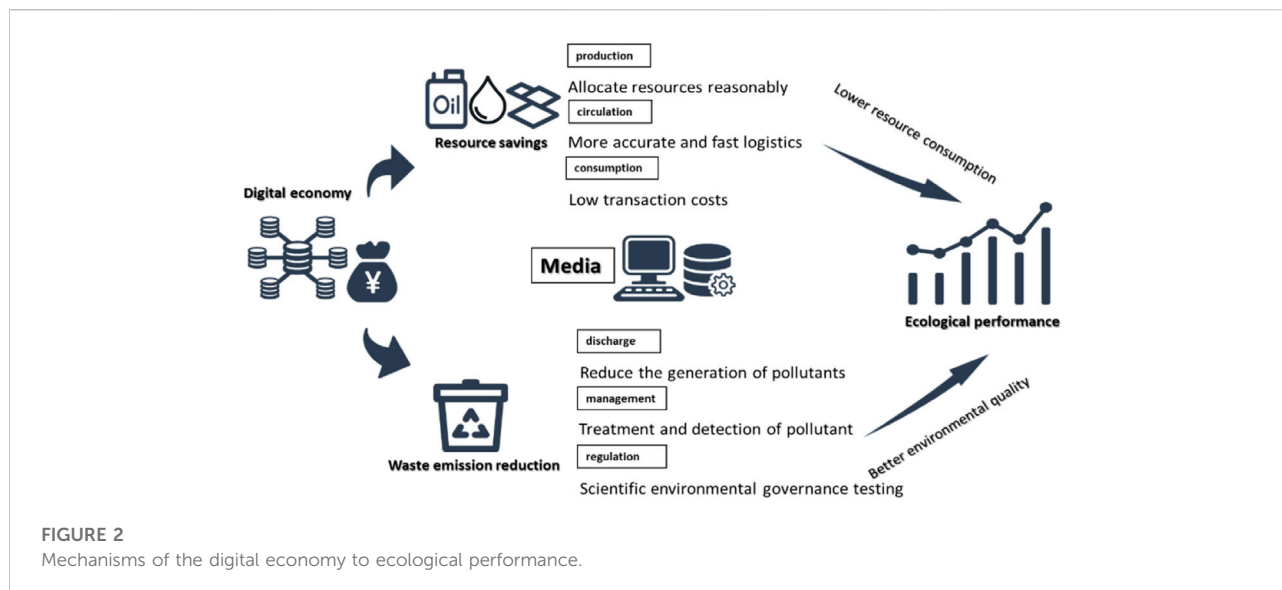 production
Allocate resources reasonably
circulation
More accurate and fast logistics
consumption
Low transaction costs
Oil
Resource savings
Lower resource consumption
Digital economy
¥
Media
Ecological performance
discharge
Reduce the generation of pollutants
management
Treatment and detection of pollutant
regulation
Scientific environmental governance testing
Waste emission reduction
Better environmental quality
FIGURE 2
Mechanisms of the digital economy to ecological performance.